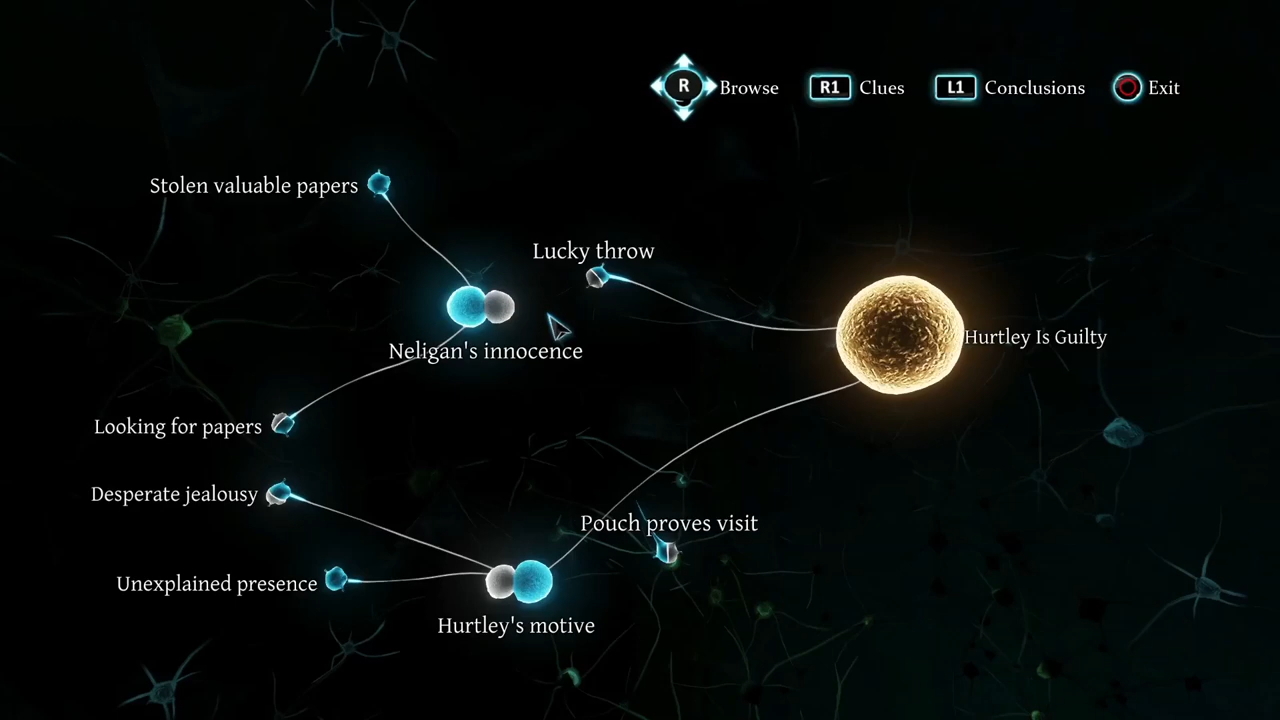 R
Browse
R1
Clues
L1
Conclusions
Exit
Stolen valuable papers
Lucky throw
Neligan's innocence
Hurtley Is Guilty
Looking for papers
Desperate jealousy
Pouch proves visit
Unexplained presence
Hurtley's motive